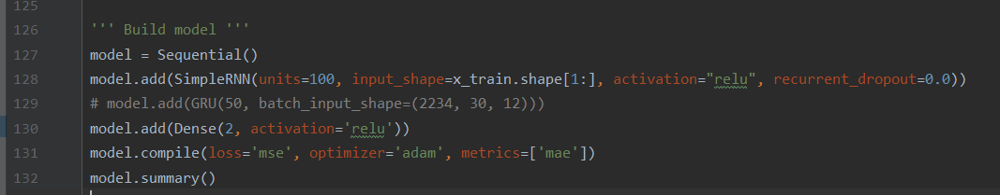 125
126 ''' Build model '''
127 model = Sequential()
128 model.add(SimpleRNN(units=100, input_shape=x_train.shape[1:], activation="relu", recurrent_dropout=0.0))
129 # model.add(GRU(50, batch_input_shape=(2234, 30, 12)))
130 model.add(Dense(2, activation='relu'))
131 model.compile(loss='mse', optimizer='adam', metrics=['mae'])
132 model.summary()